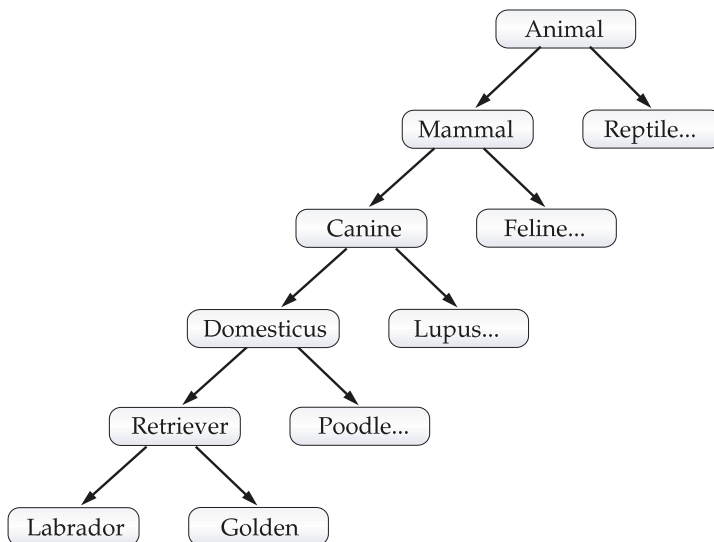 Animal
Mammal
Reptile...
Canine
Feline...
Domesticus
Lupus...
Retriever
Poodle...
Labrador
Golden